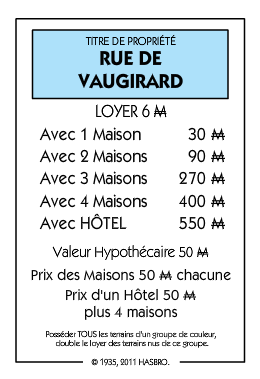 TITRE DE PROPRIÉTÉ
RUE DE
VAUGIRARD
LOYER 6 ₩
Avec 1 Maison 30 ₩
Avec 2 Maisons 90 ₩
Avec 3 Maisons 270 ₩
Avec 4 Maisons 400 ₩
Avec HÔTEL 550 ₩
Valeur Hypothécaire 50 ₩
Prix des Maisons 50 ₩ chacune
Prix d'un Hôtel 50 ₩
plus 4 maisons
Posséder TOUS les terrains d'un groupe de couleur,
double le loyer des terrains nus de ce groupe.
© 1935, 2011 HASBRO.